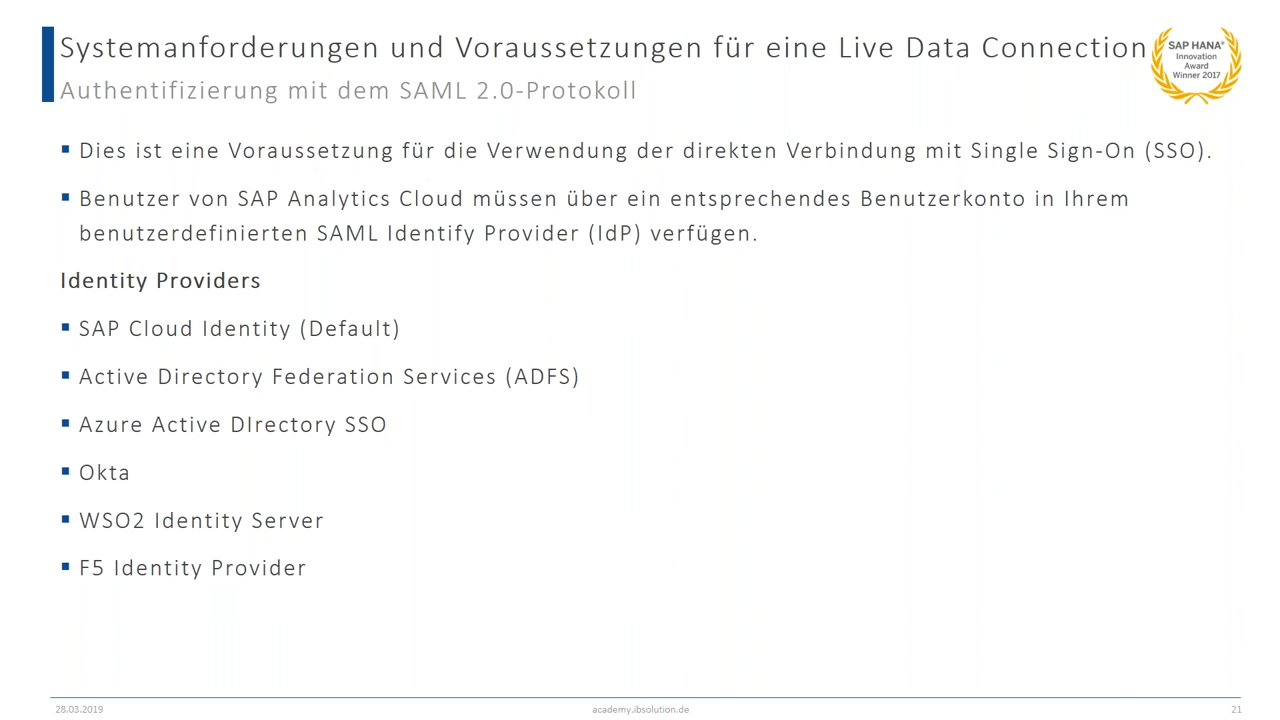 Systemanforderungen und Voraussetzungen für eine Live Data Connection
Authentifizierung mit dem SAML 2.0-Protokoll
SAP HANA®
Innovation
Award
Winner 2017
▪ Dies ist eine Voraussetzung für die Verwendung der direkten Verbindung mit Single Sign-On (SSO).
▪ Benutzer von SAP Analytics Cloud müssen über ein entsprechendes Benutzerkonto in Ihrem
benutzerdefinierten SAML Identify Provider (IdP) verfügen.
Identity Providers
▪ SAP Cloud Identity (Default)
▪ Active Directory Federation Services (ADFS)
▪ Azure Active DIrectory SSO
▪ Okta
▪ WSO2 Identity Server
▪ F5 Identity Provider
28.03.2019
academy.ibsolution.de
21